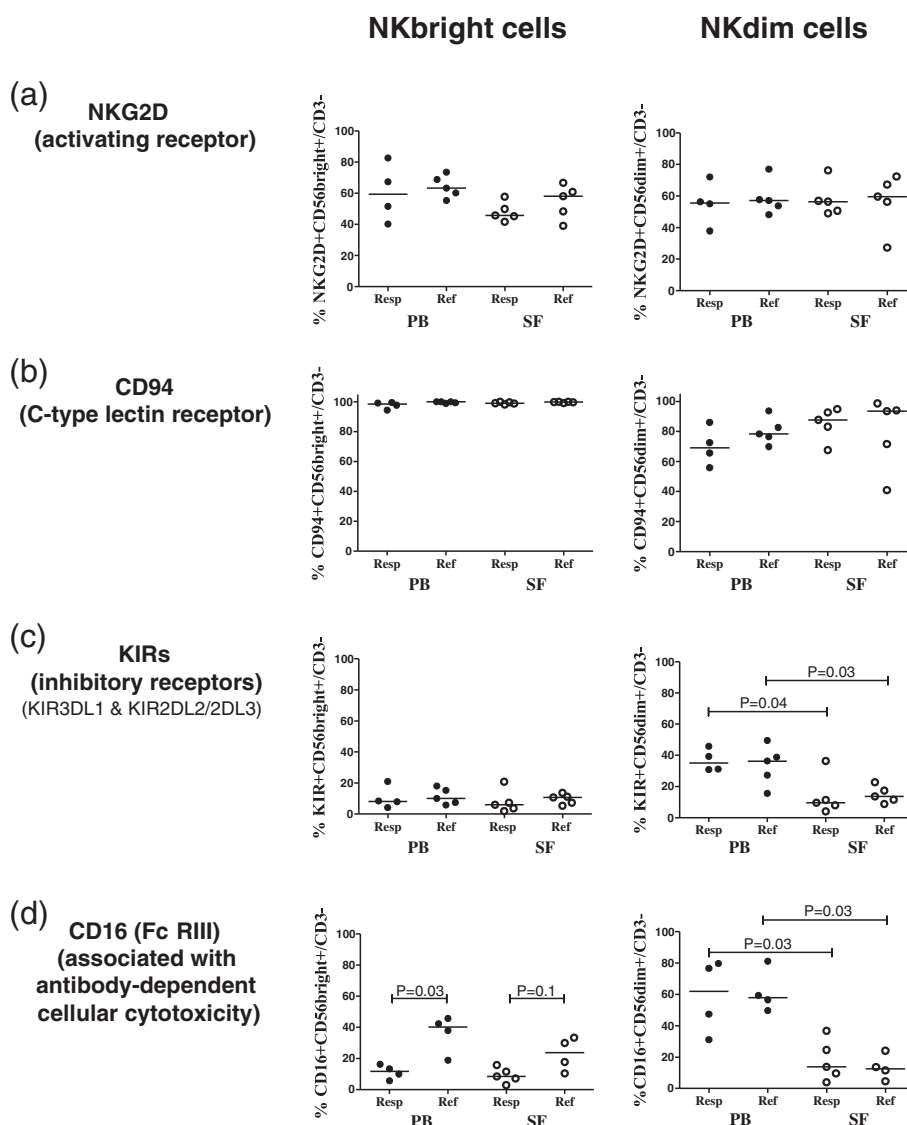 NKbright cells NKdim cells
(a)
NKG2D
(activating receptor)
% NKG2D+CD56bright+/CD3-
100
80
60
40
20
0
Resp Ref Resp Ref
PB SF
% NKG2D+CD56dim+/CD3-
100
80
60
40
20
0
Resp Ref Resp Ref
PB SF
(b)
CD94
(C-type lectin receptor)
% CD94+CD56bright+/CD3-
100
80
60
40
20
0
Resp Ref Resp Ref
PB SF
% CD94+CD56dim+/CD3-
100
80
60
40
20
0
Resp Ref Resp Ref
PB SF
(c)
KIRs
(inhibitory receptors)
(KIR3DL1 & KIR2DL2/2DL3)
% KIR+CD56bright+/CD3-
100
80
60
40
20
0
Resp Ref Resp Ref
PB SF
% KIR+CD56dim+/CD3-
100
80
60
40
20
0
P=0.03
P=0.04
Resp Ref Resp Ref
PB SF
(d)
CD16 (Fc RIII)
(associated with
antibody-dependent
cellular cytotoxicity)
% CD16+CD56bright+/CD3-
100
80
60
40
20
0
P=0.03 P=0.1
Resp Ref Resp Ref
PB SF
%CD16+CD56dim+/CD3-
100
80
60
40
20
0
P=0.03
P=0.03
Resp Ref Resp Ref
PB SF